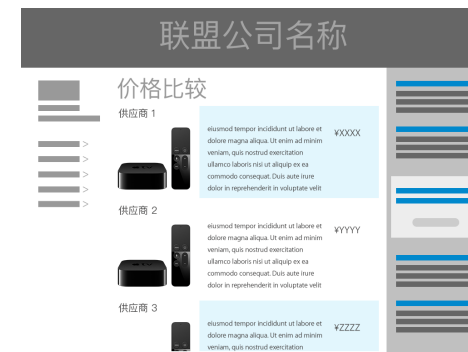 联盟公司名称
价格比较
供应商 1
eiusmod tempor incididunt ut labore et
dolore magna aliqua. Ut enim ad minim
veniam, quis nostrud exercitation
ullamco laboris nisi ut aliquip ex ea
commodo consequat. Duis aute irure
dolor in reprehenderit in voluptate velit
¥XXXX
供应商 2
eiusmod tempor incididunt ut labore et
dolore magna aliqua. Ut enim ad minim
veniam, quis nostrud exercitation
ullamco laboris nisi ut aliquip ex ea
commodo consequat. Duis aute irure
dolor in reprehenderit in voluptate velit
¥YYYY
供应商 3
eiusmod tempor incididunt ut labore et
dolore magna aliqua. Ut enim ad minim
veniam, quis nostrud exercitation
¥ZZZZ